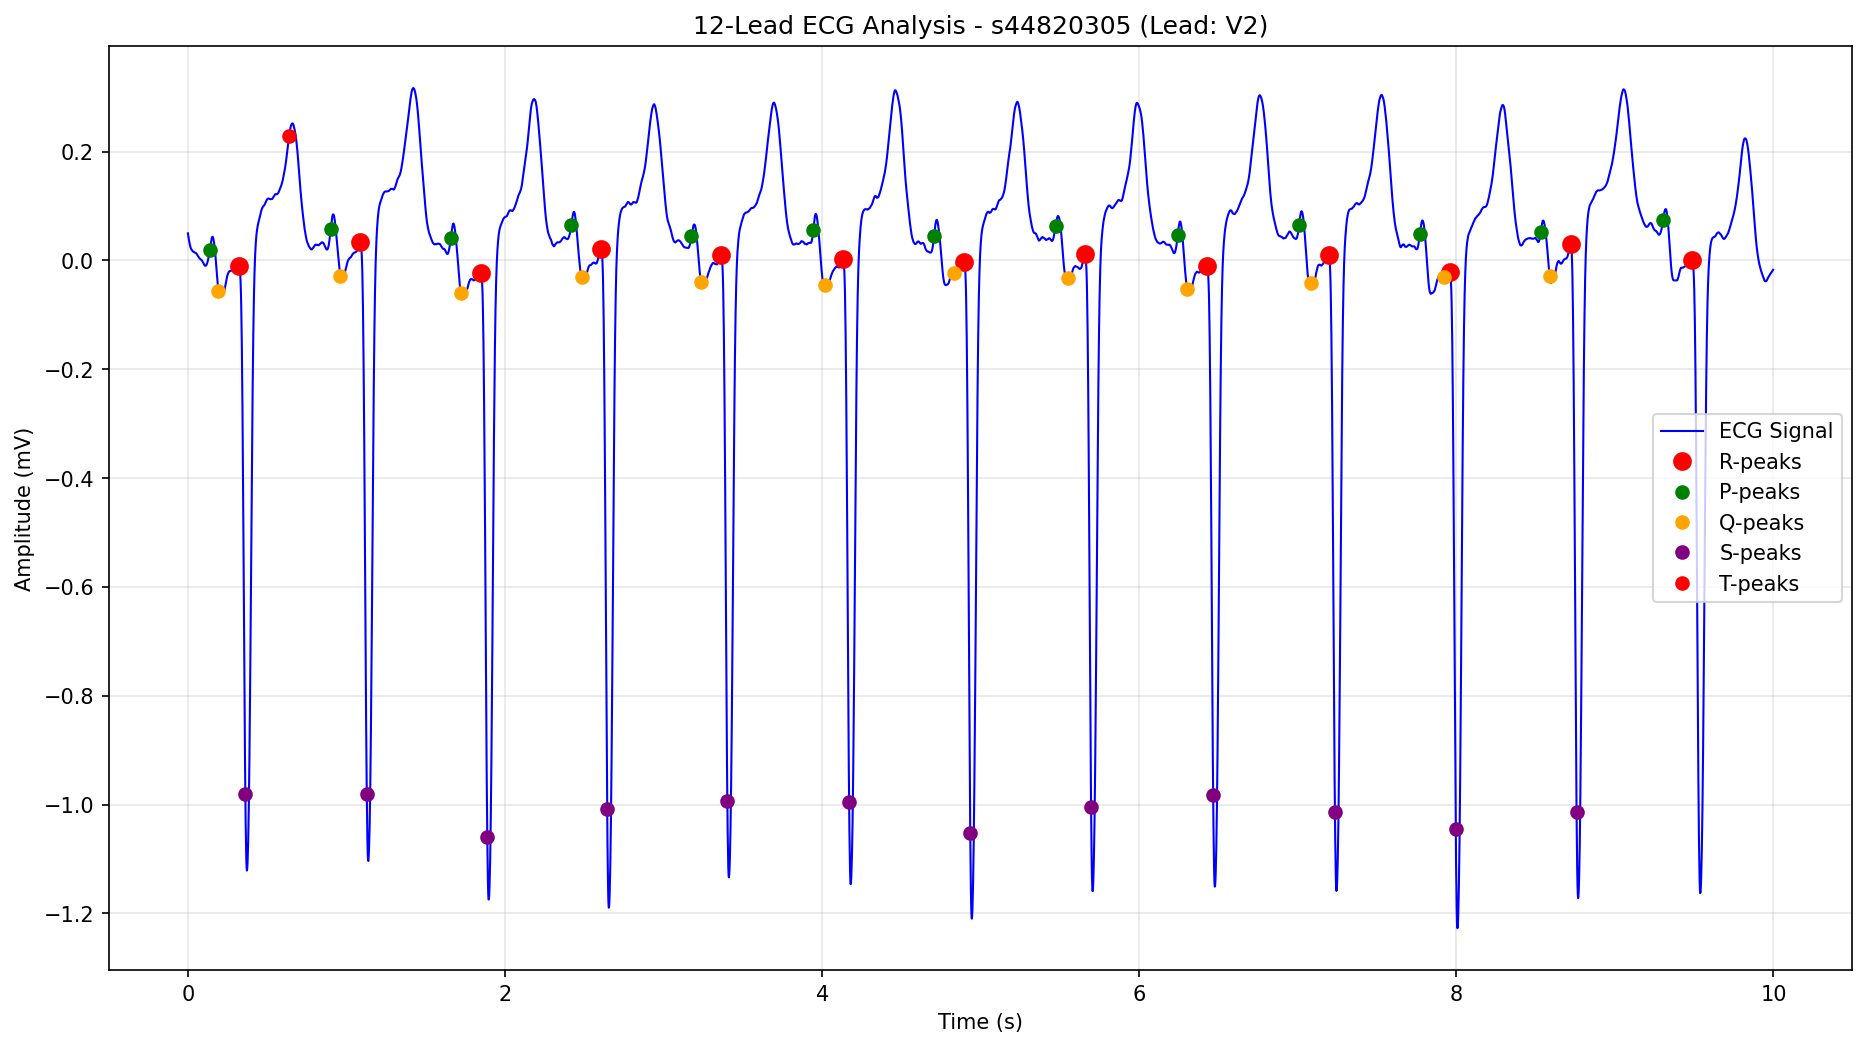 12-Lead ECG Analysis - s44820305 (Lead: V2)
Amplitude (mV)
0.2
0.0
−0.2
−0.4
−0.6
−0.8
−1.0
−1.2
ECG Signal
R-peaks
P-peaks
Q-peaks
S-peaks
T-peaks
0 2 4 6 8 10
Time (s)